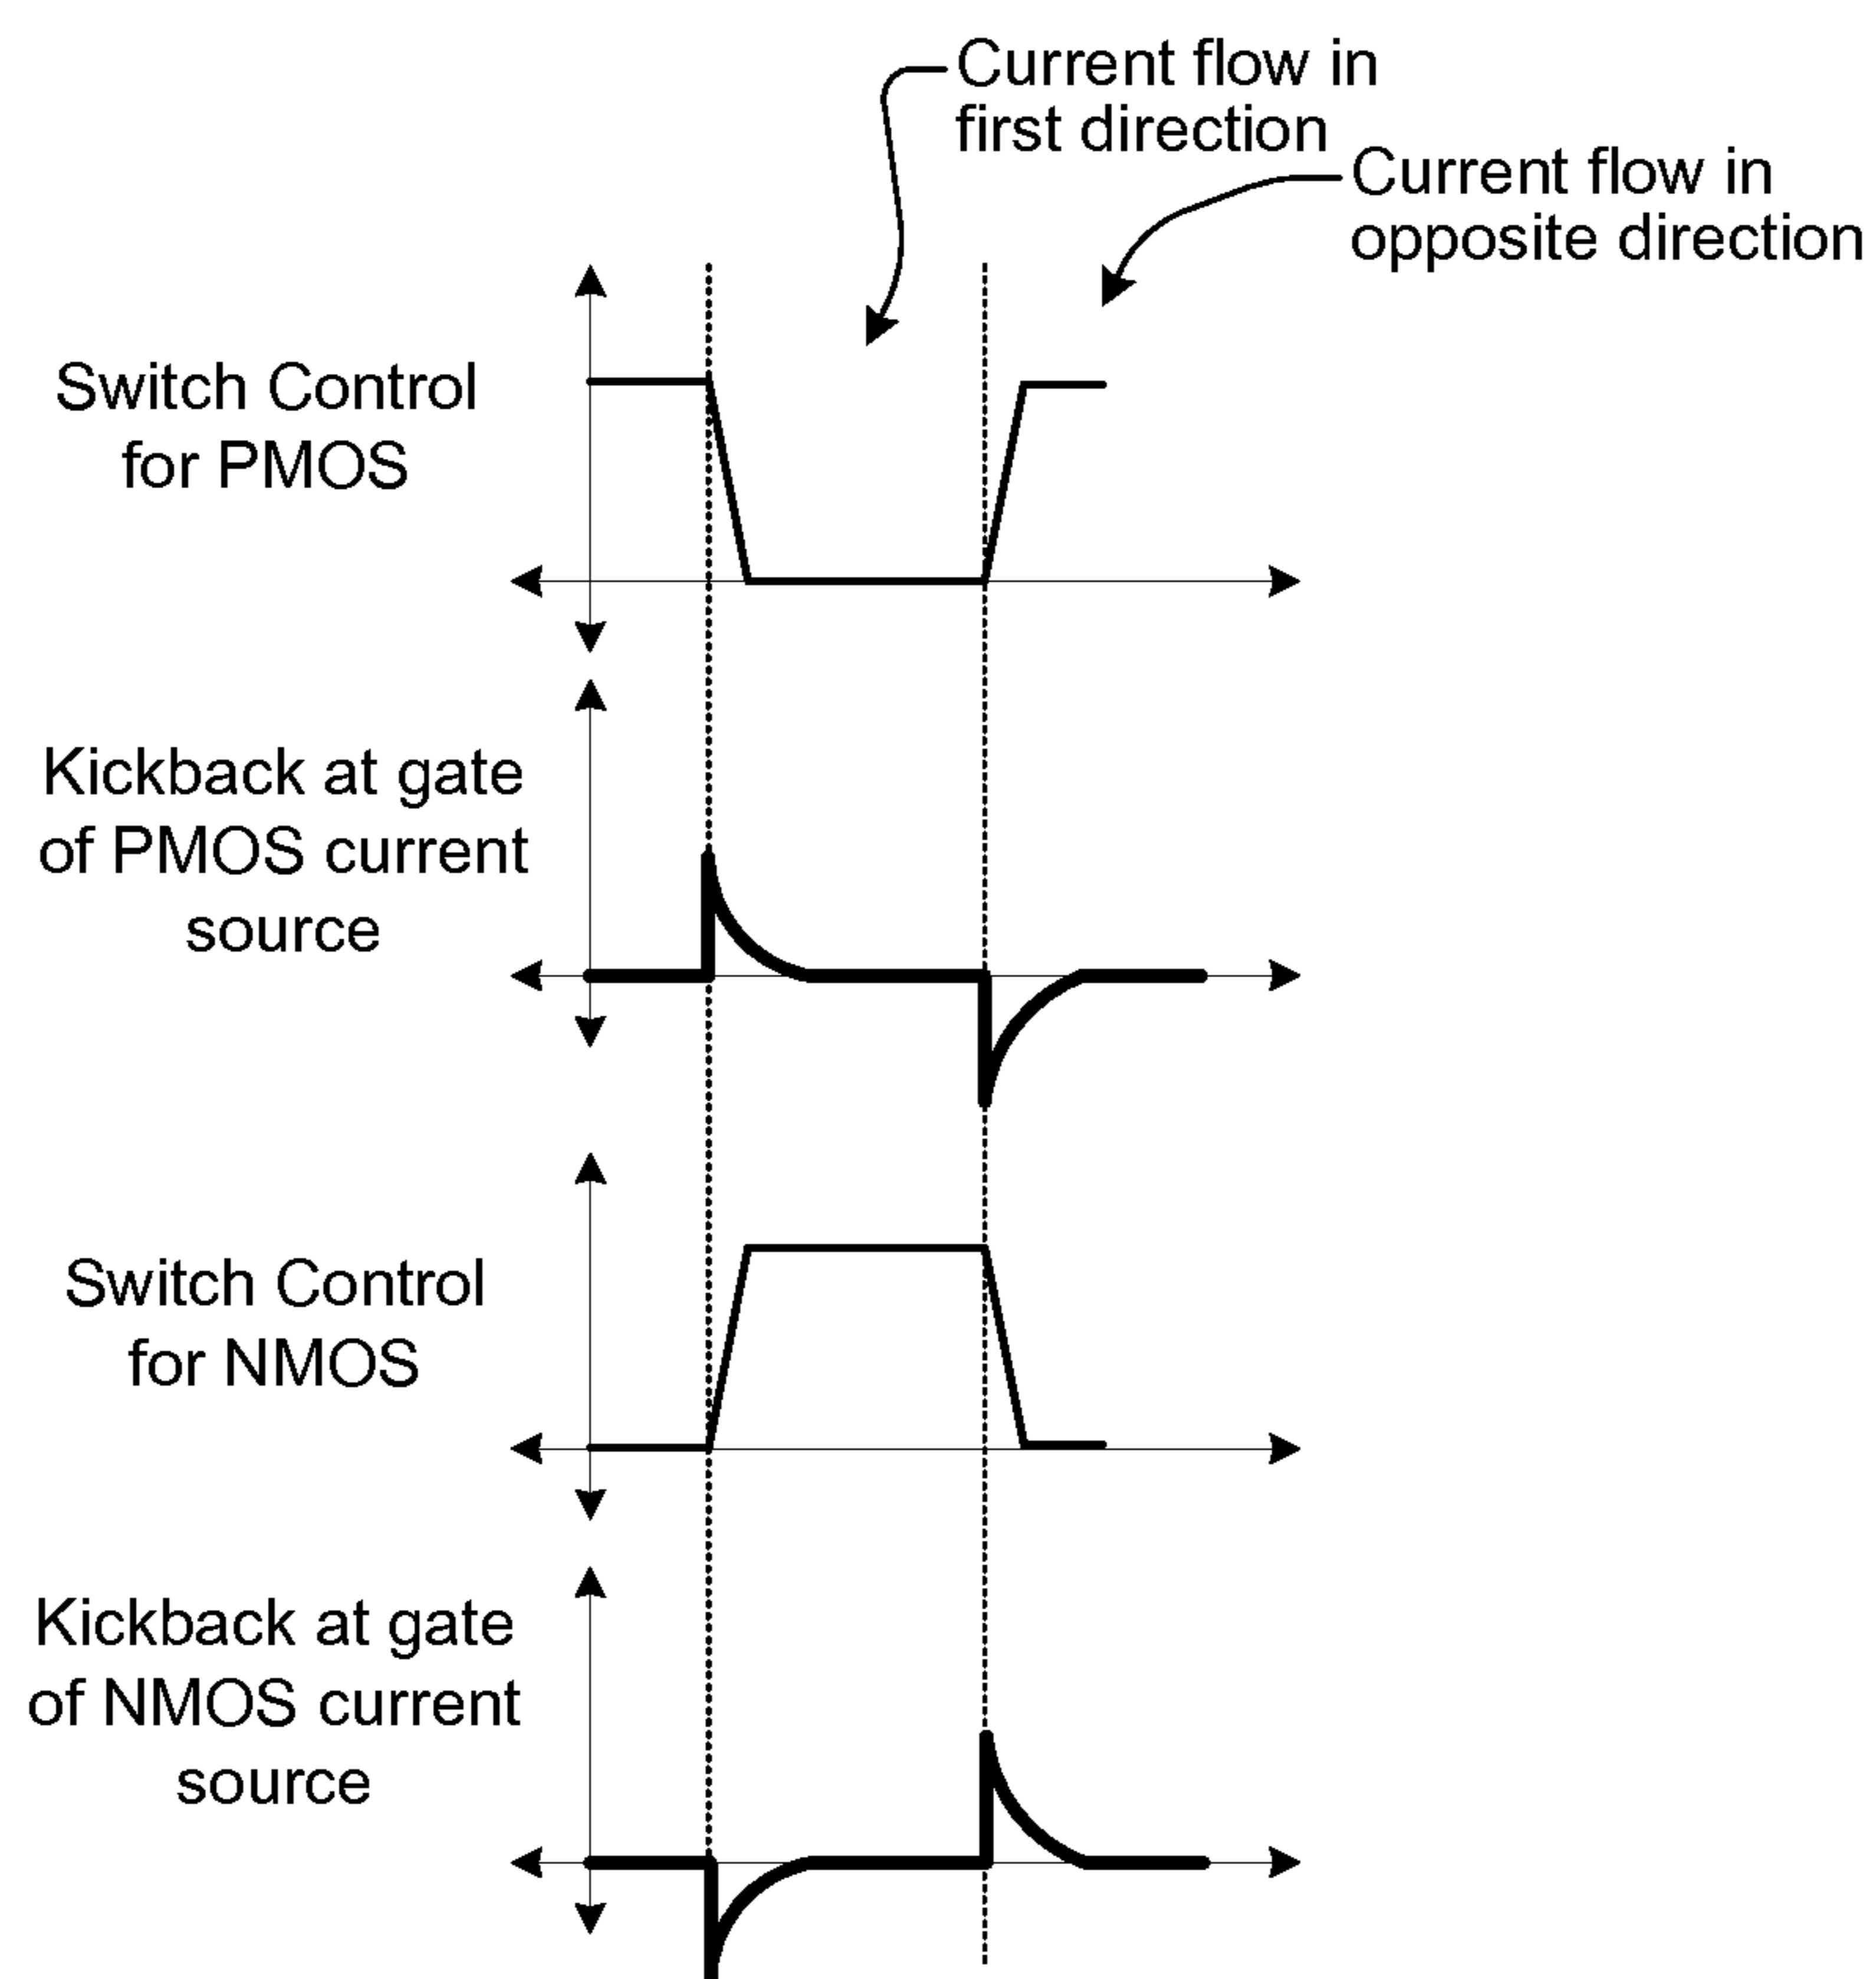 Current flow in
first direction
Current flow in
opposite direction
Switch Control
for PMOS
Kickback at gate
of PMOS current
source
Switch Control
for NMOS
Kickback at gate
of NMOS current
source